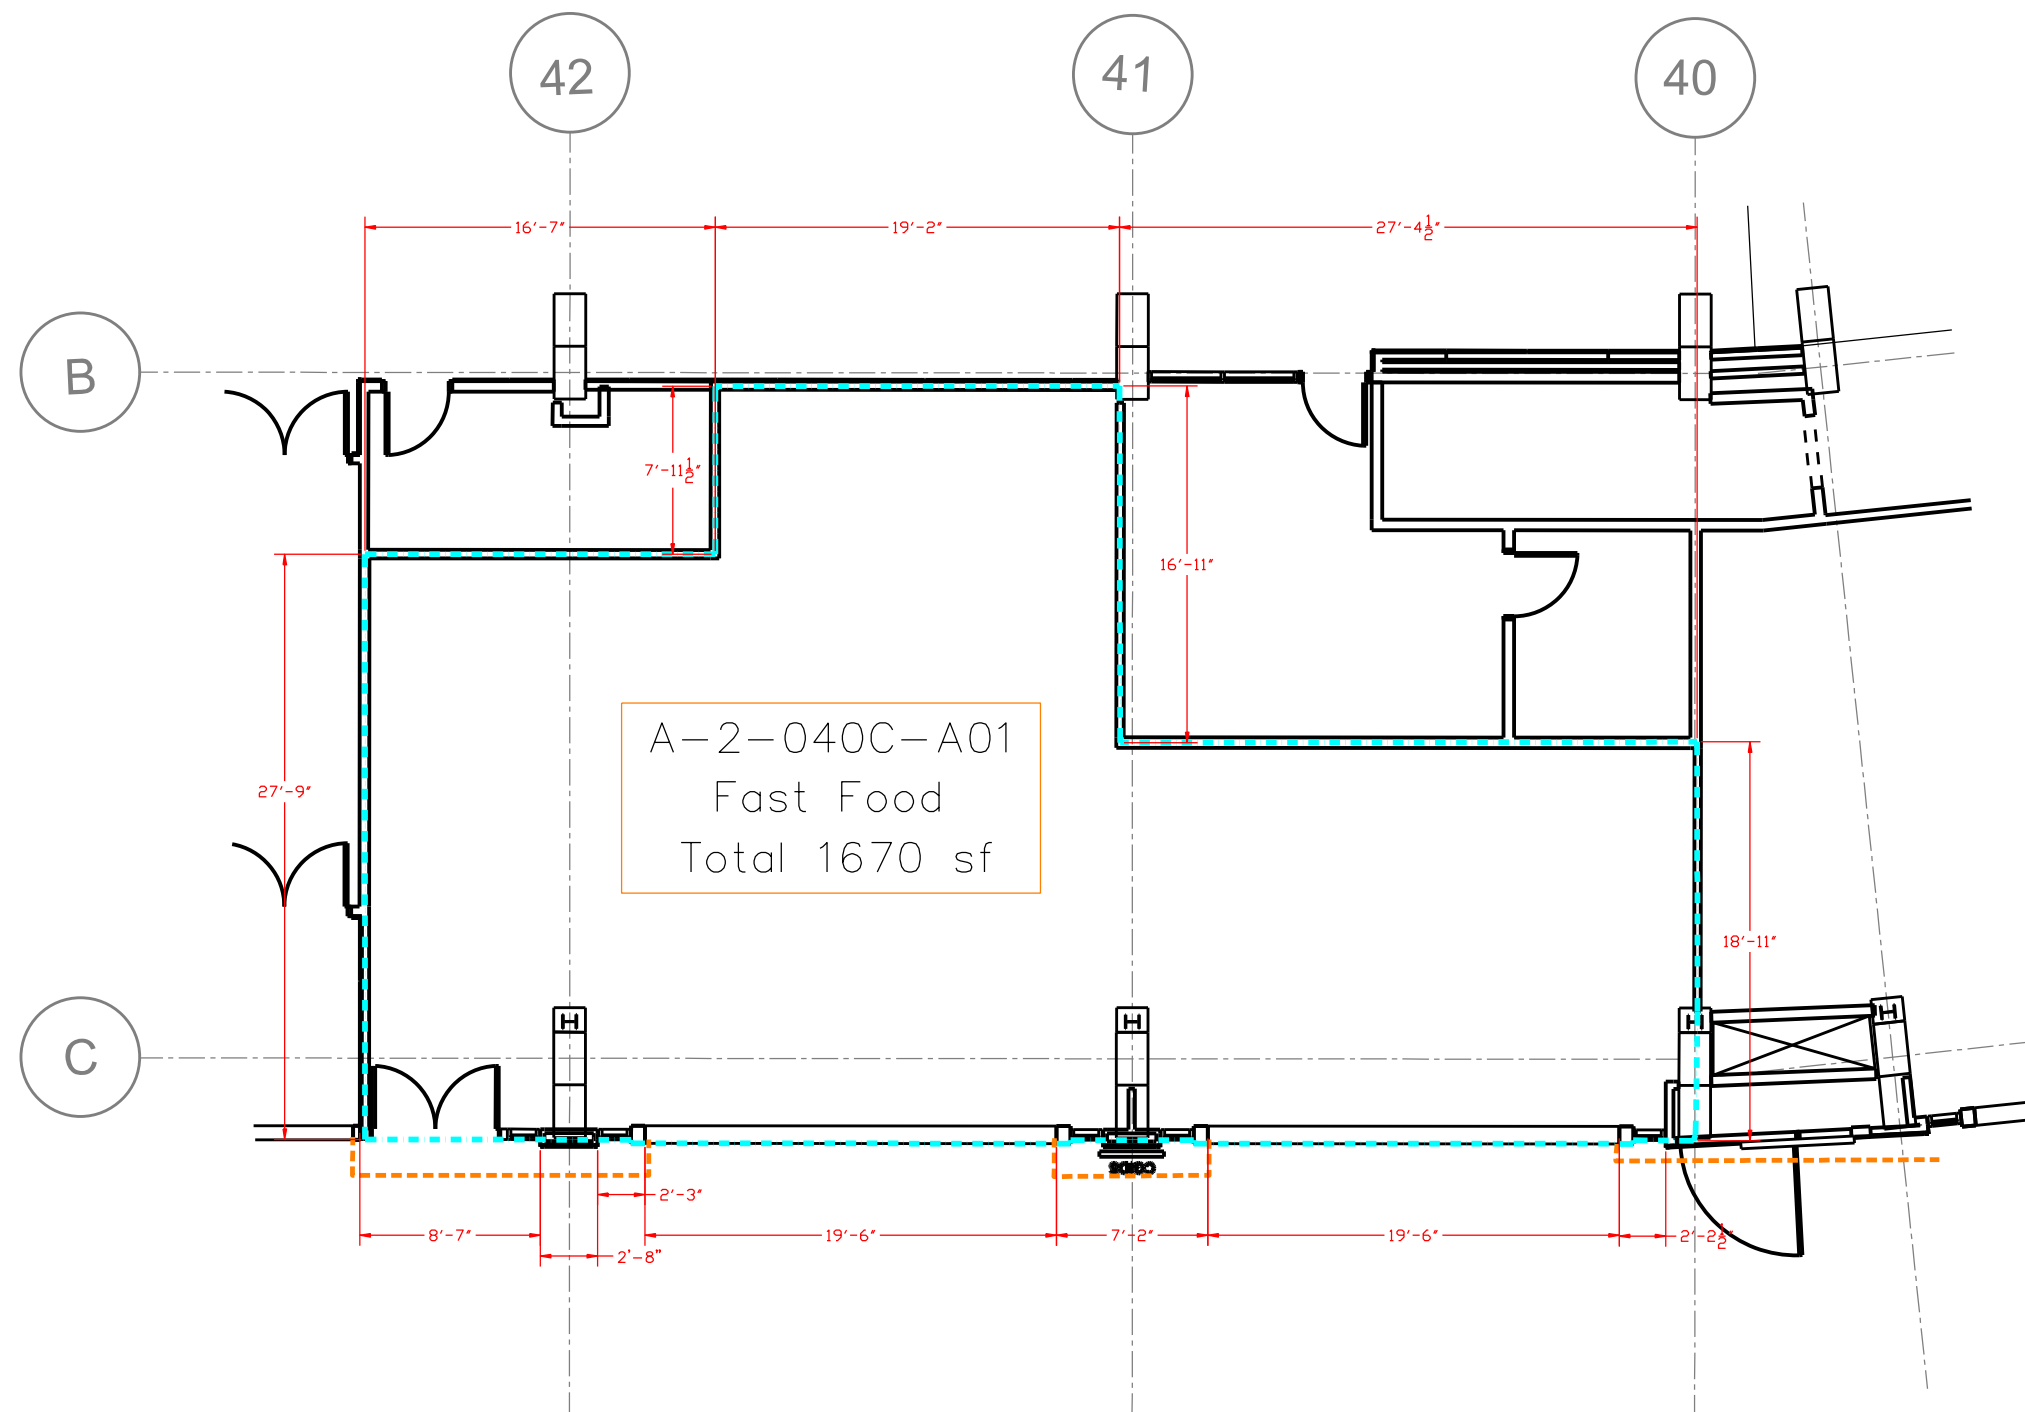 42
41
40
16'-7"
19'-2"
27'-4½"
B
7'-11½"
16'-11"
A-2-040C-A01
Fast Food
Total 1670 sf
27'-9"
18'-11"
C
H
H
H
H
2'-3"
8'-7"
19'-6"
7'-2"
19'-6"
2'-2½"
2'-8"